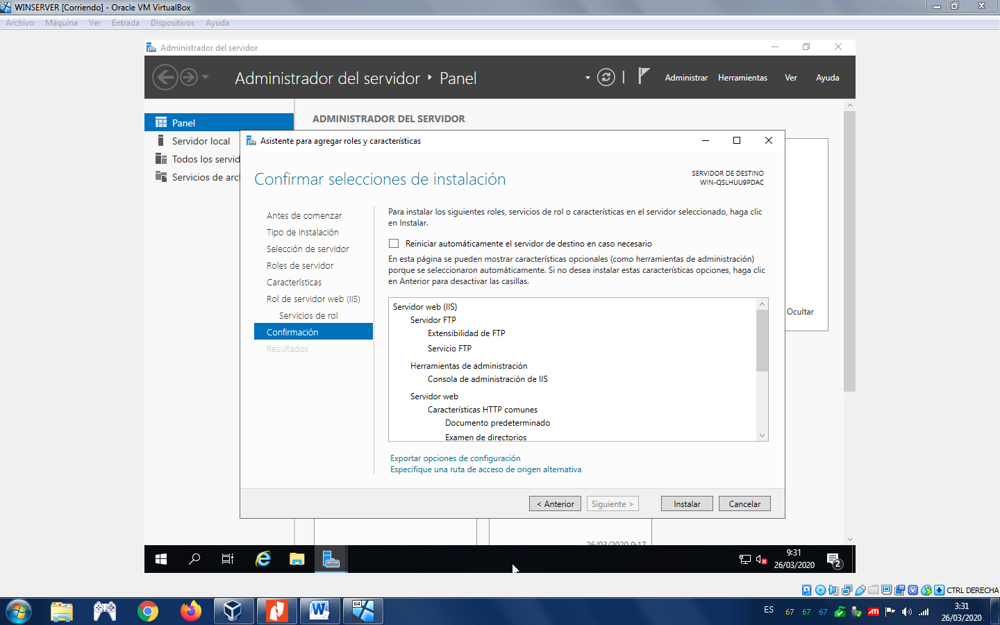 WINSERVER [Corriendo] - Oracle VM VirtualBox
Archivo Máquina Ver Entrada Dispositivos Ayuda
Administrador del servidor
Administrador del servidor Panel
Administrar Herramientas Ver Ayuda
Panel
Servidor local
Todos los servid
Servicios de arc
ADMINISTRADOR DEL SERVIDOR
Asistente para agregar roles y características
Confirmar selecciones de instalación
SERVIDOR DE DESTINO
WIN-QSLHUU9PDAC
Antes de comenzar
Tipo de instalación
Selección de servidor
Roles de servidor
Características
Rol de servidor web (IIS)
Servicios de rol
Confirmación
Resultados
Para instalar los siguientes roles, servicios de rol o características en el servidor seleccionado, haga clic
en Instalar.
Reiniciar automáticamente el servidor de destino en caso necesario
En esta página se pueden mostrar características opcionales (como herramientas de administración)
porque se seleccionaron automáticamente. Si no desea instalar estas características opciones, haga clic
en Anterior para desactivar las casillas.
Servidor web (IIS)
Servidor FTP
Extensibilidad de FTP
Servicio FTP
Herramientas de administración
Consola de administración de IIS
Servidor web
Características HTTP comunes
Documento predeterminado
Examen de directorios
Ocultar
Exportar opciones de configuración
Especifique una ruta de acceso de origen alternativa
< Anterior Siguiente > Instalar Cancelar
26/03/2020 9:17
9:31
26/03/2020
2
CTRL DERECHA
64
ES 67 67 67 ATI
3:31
26/03/2020